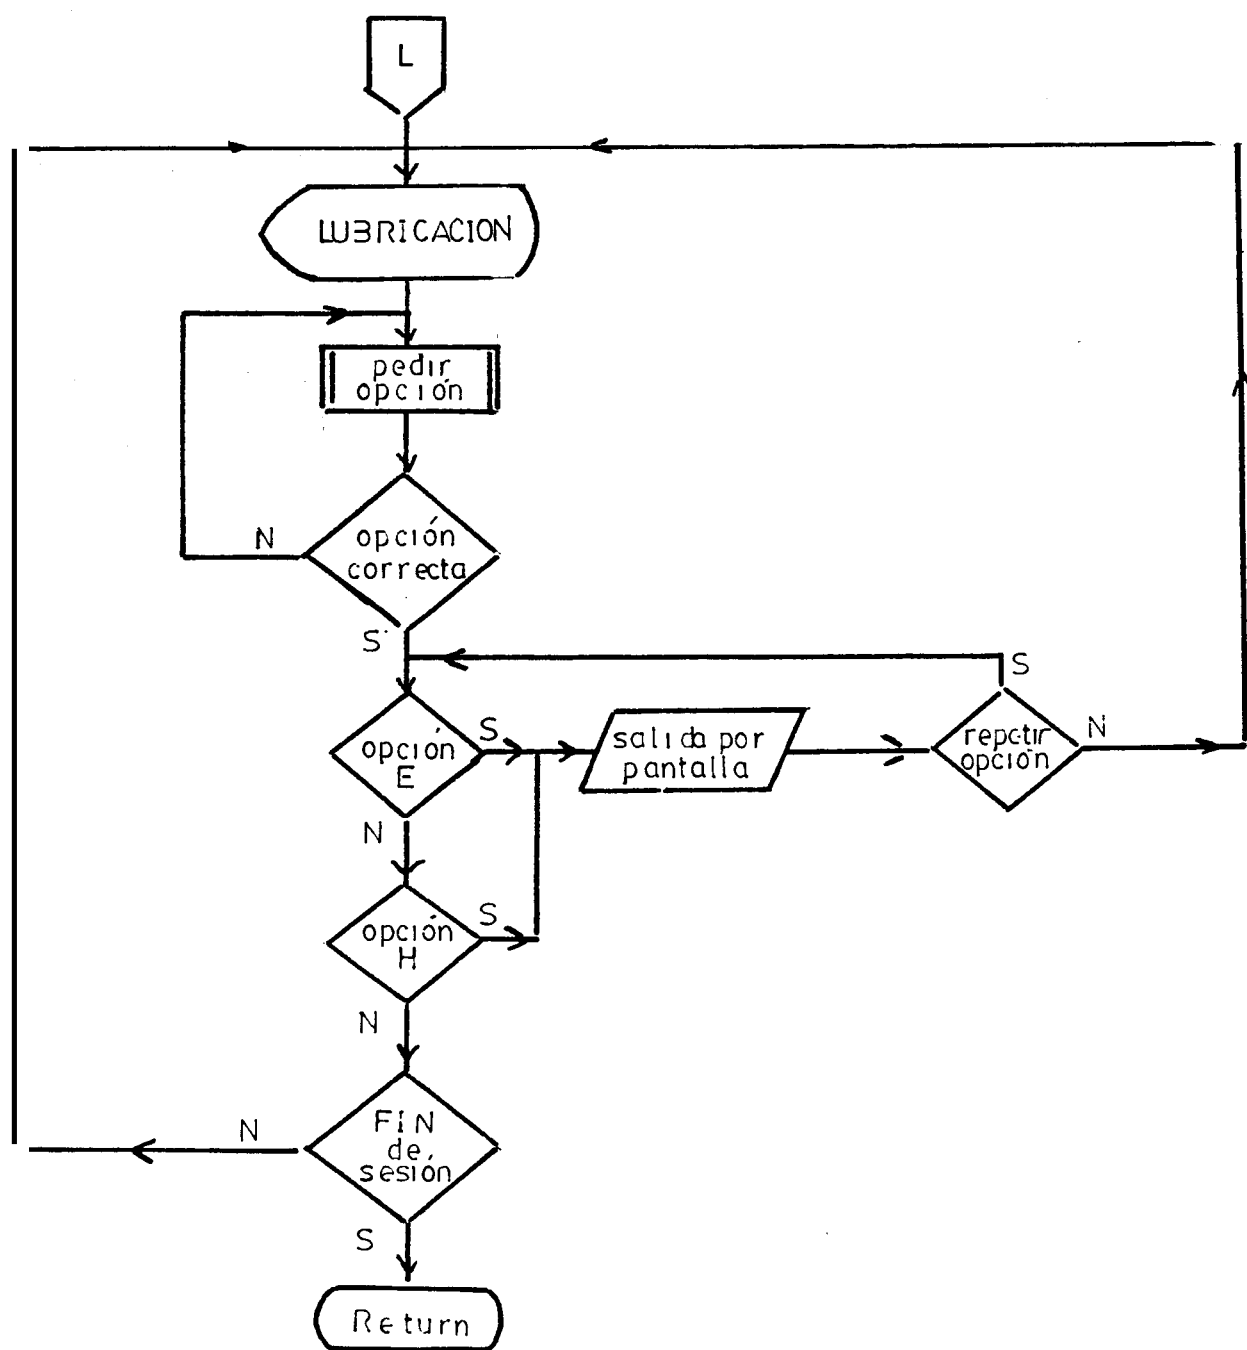 L
LUBRICACION
pedir
opción
N
opción
correcta
S
S
opción
E
S
salida por
pantalla
repetir
opción
N
N
opción
H
S
N
N
FIN
de
sesión
S
Return